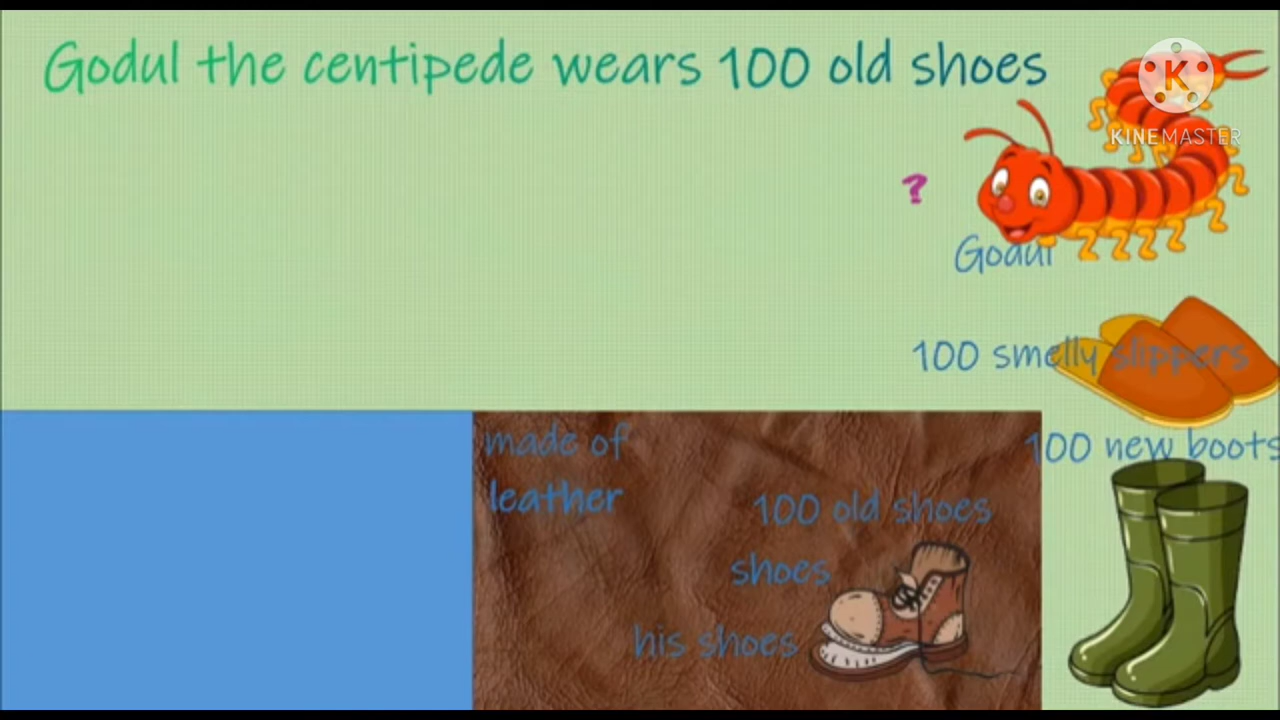 Godul the centipede wears 100 old shoes
K
KINEMASTER
?
Godul
100 smelly slippers
100 new boots
made of
leather
100 old shoes
shoes
his shoes